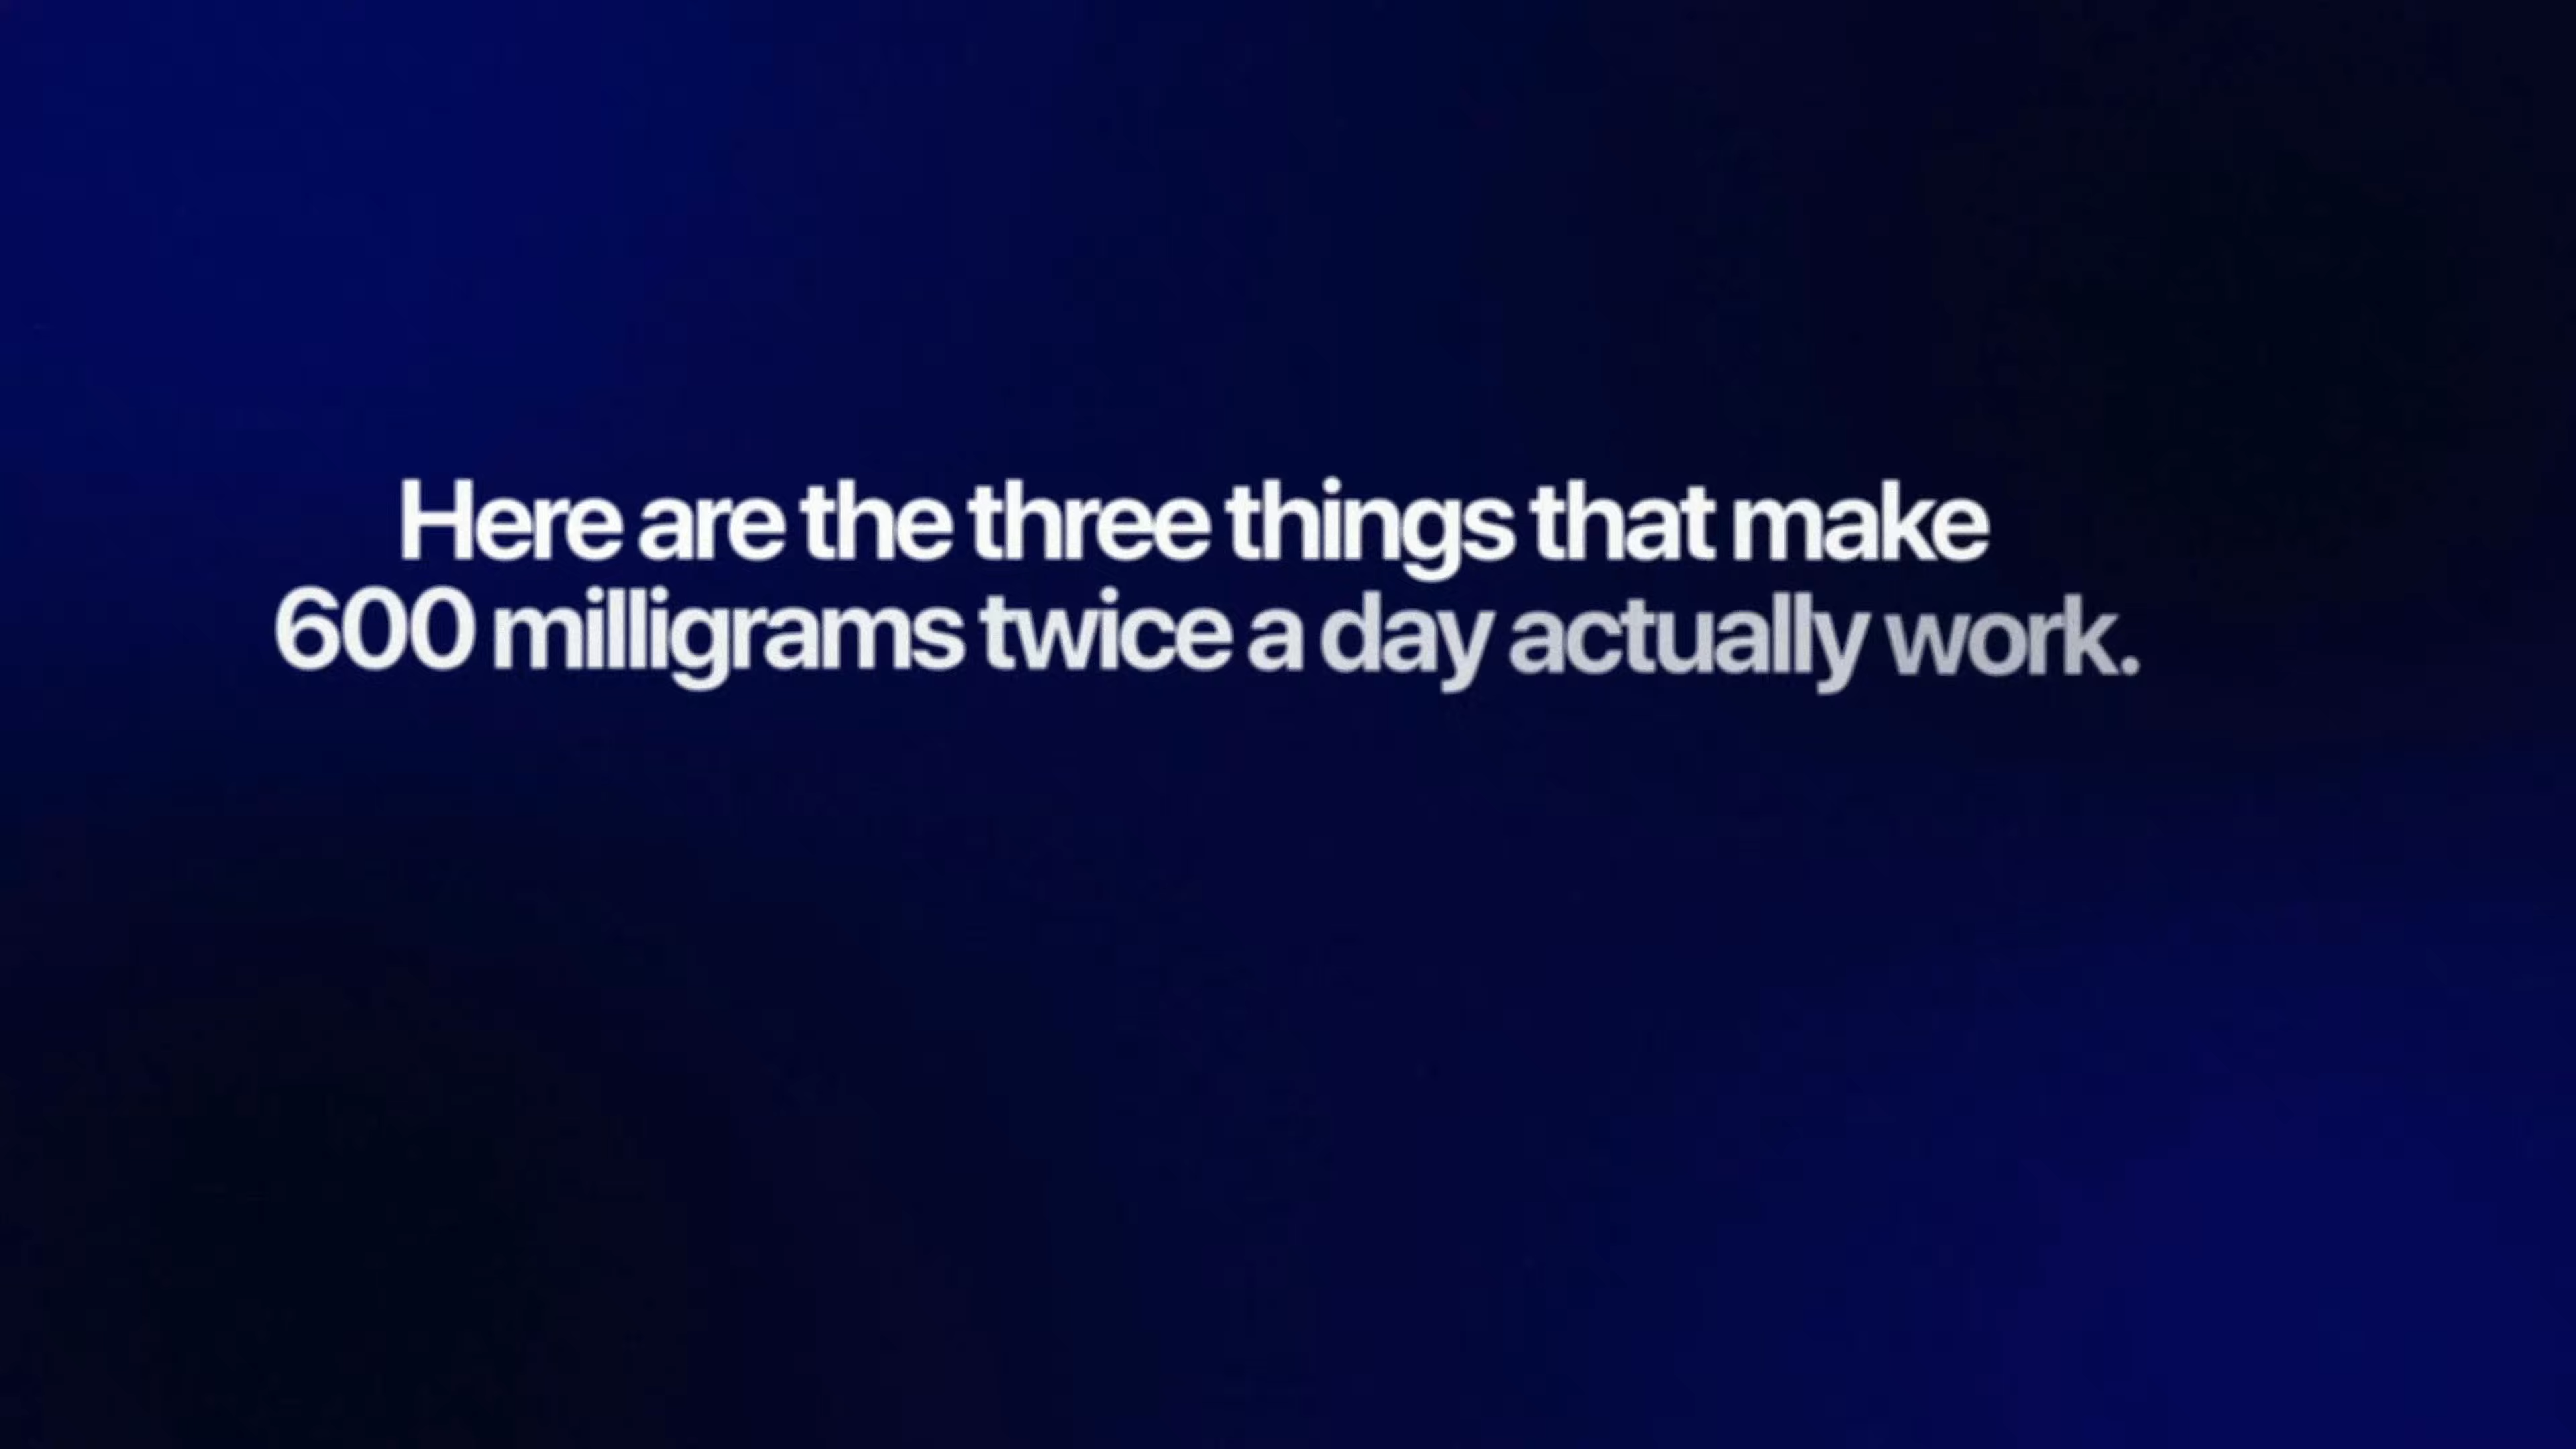 Here are the three things that make
600 milligrams twice a day actually work.